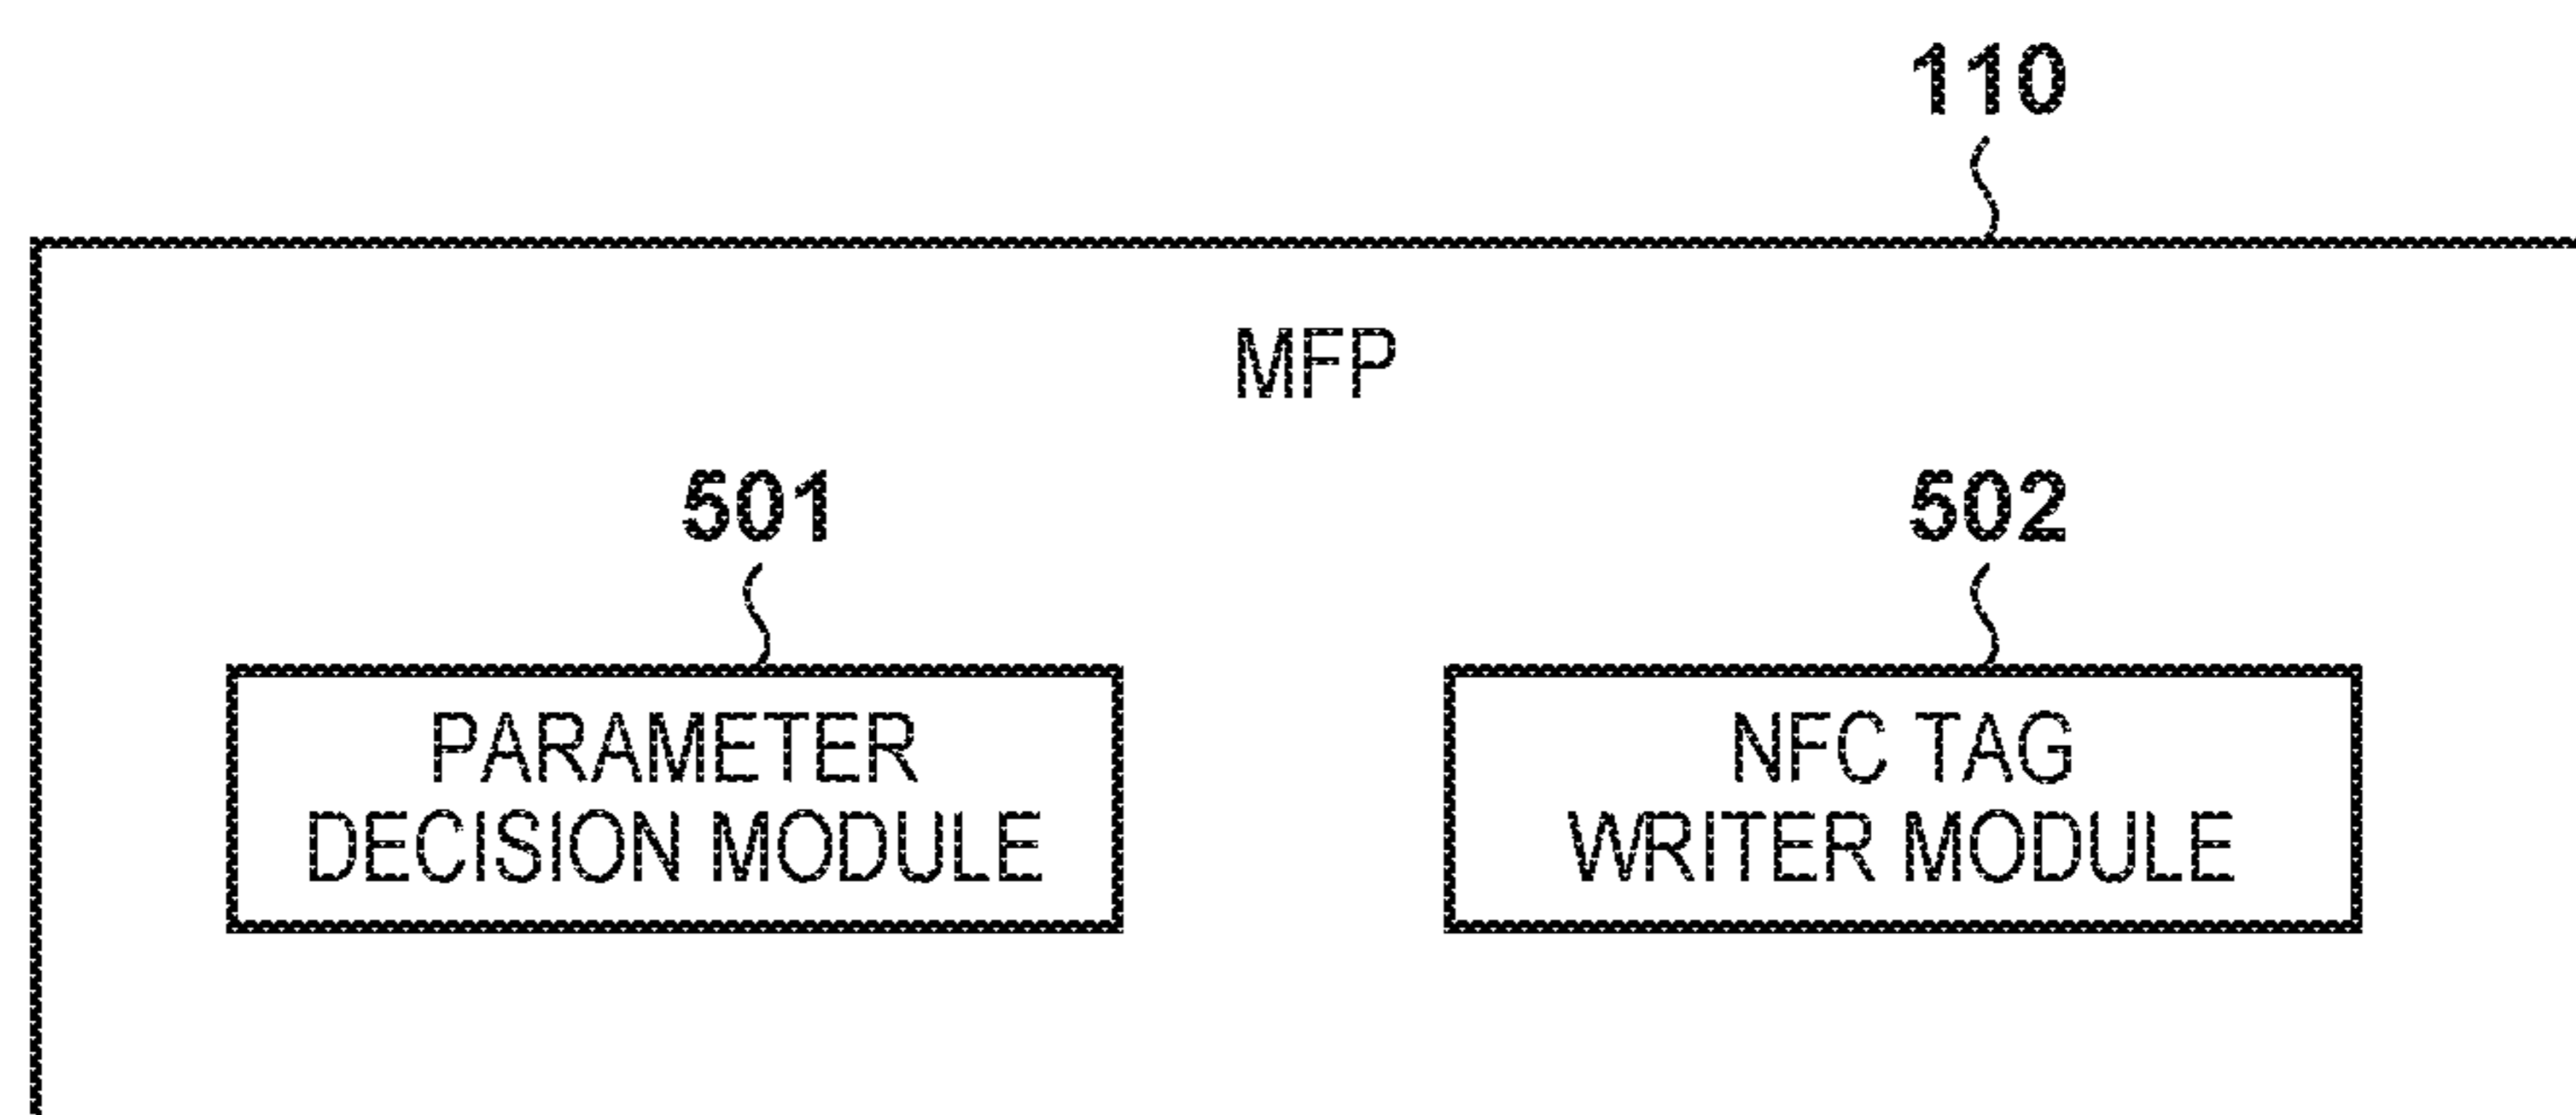 110
MFP
501
502
PARAMETER
DECISION MODULE
NFC TAG
WRITER MODULE